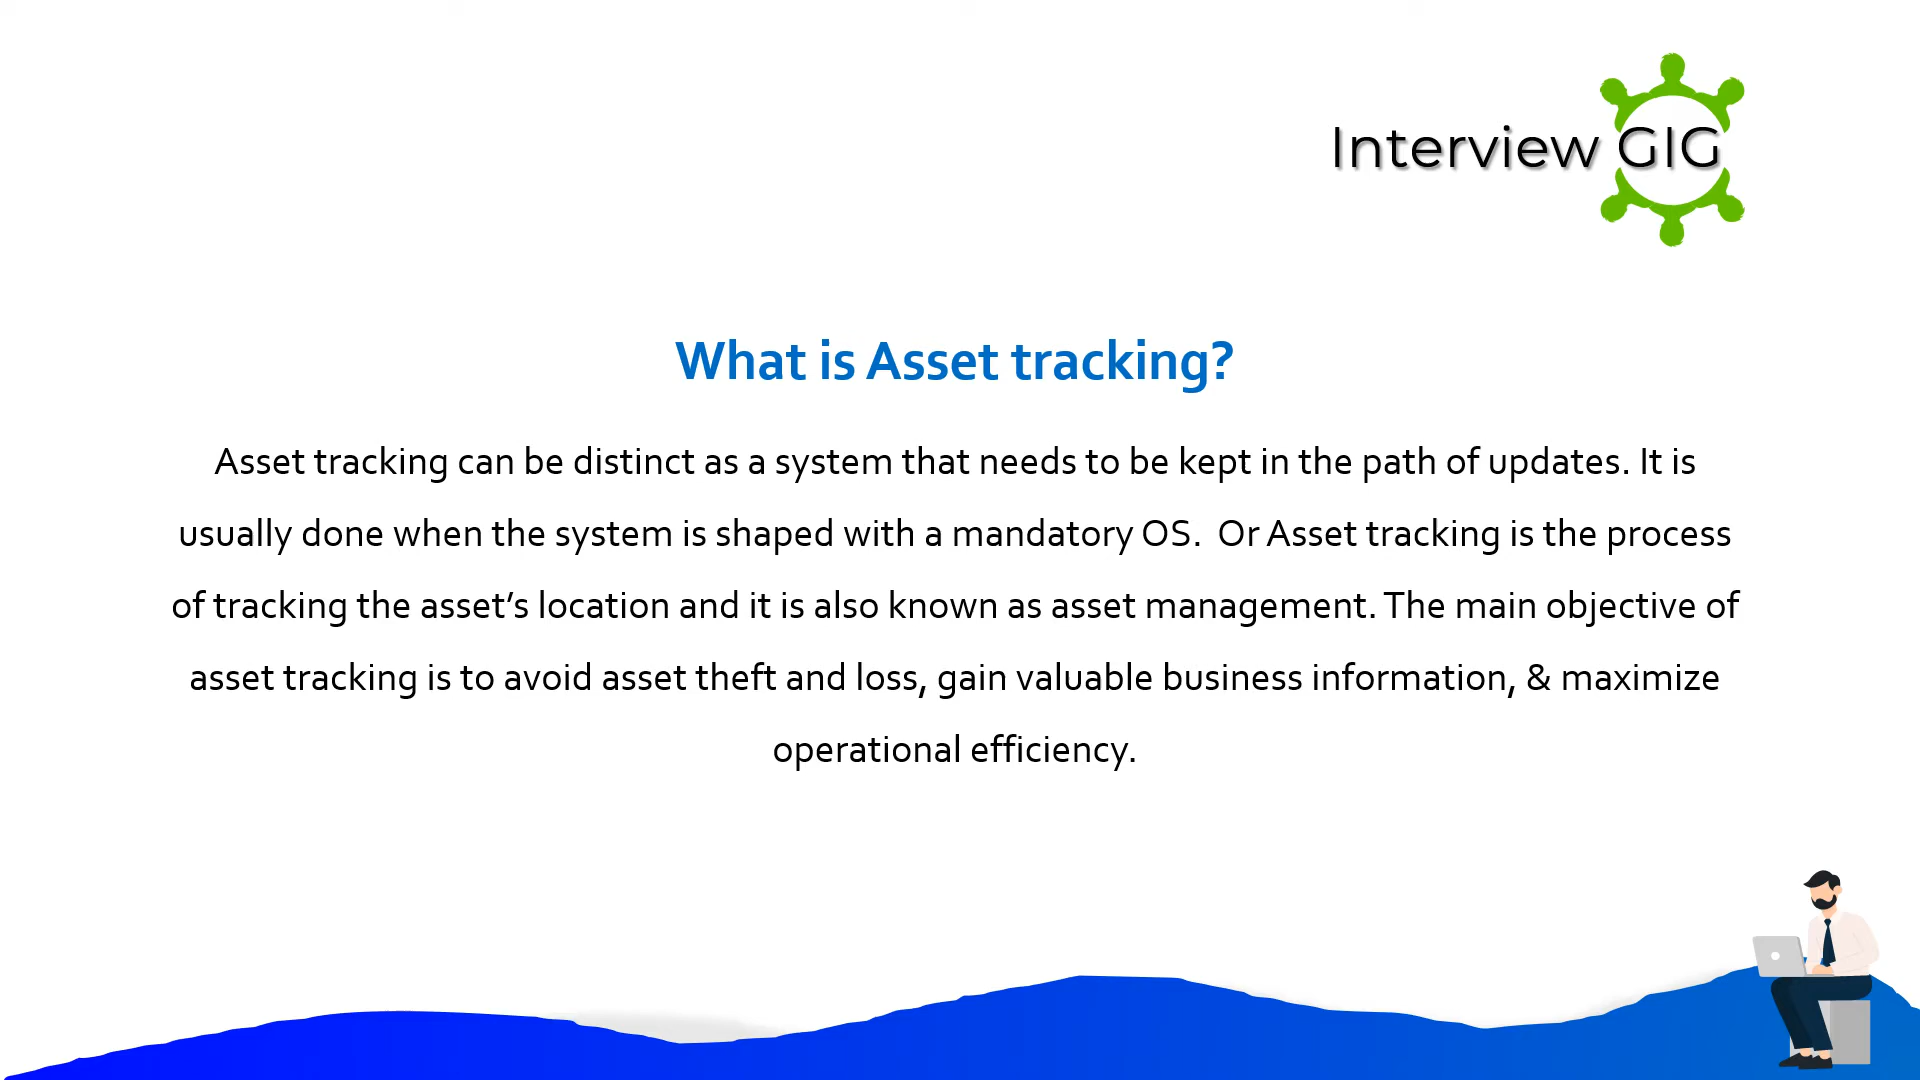 Interview GIG
What is Asset tracking?
Asset tracking can be distinct as a system that needs to be kept in the path of updates. It is
usually done when the system is shaped with a mandatory OS.  Or Asset tracking is the process
of tracking the asset’s location and it is also known as asset management. The main objective of
asset tracking is to avoid asset theft and loss, gain valuable business information, & maximize
operational efficiency.